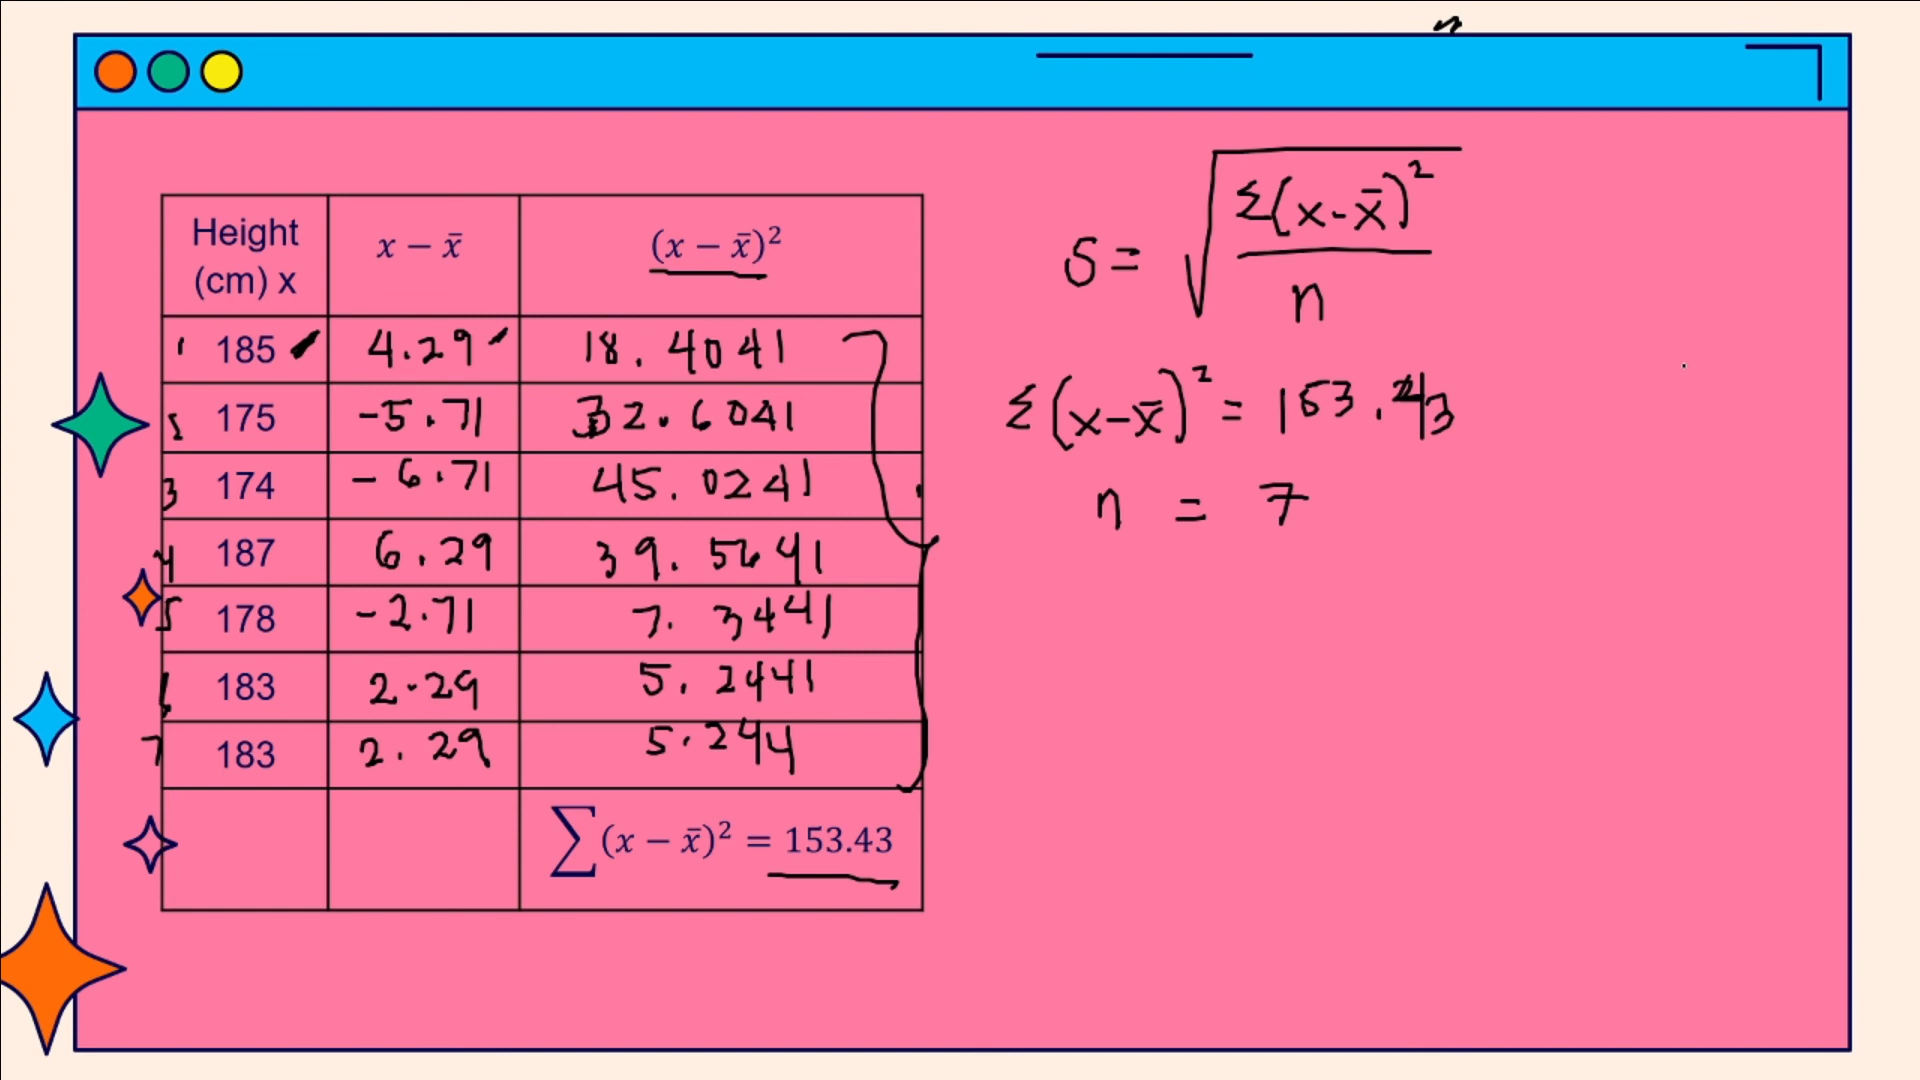 Height (cm) x
x − x̄
(x − x̄)²
1 185 4.29 18.4041
2 175 -5.71 32.6041
3 174 -6.71 45.0241
4 187 6.29 39.5641
5 178 -2.71 7.3441
6 183 2.29 5.2441
7 183 2.29 5.244
∑(x − x̄)² = 153.43
S = √(Σ(x-x̄)²/n)
Σ(x-x̄)² = 153.43
n = 7